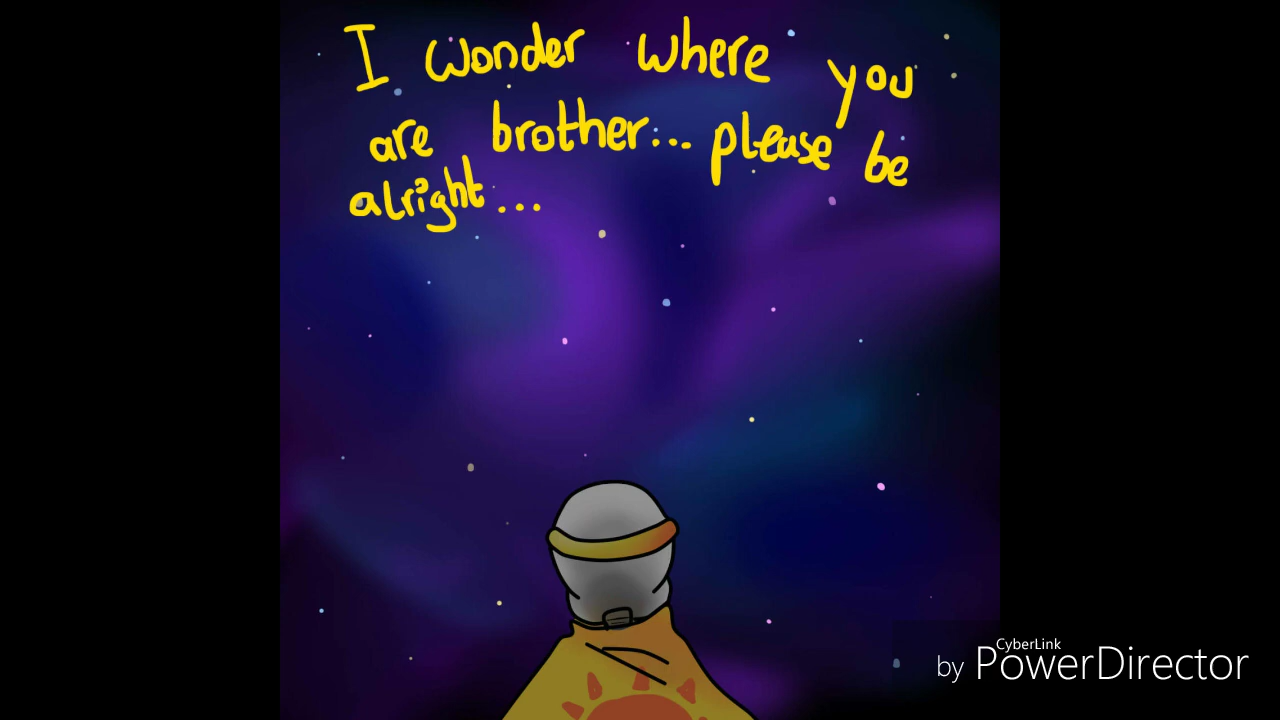 I wonder where you
are brother... please be
alright...
CyberLink
by PowerDirector